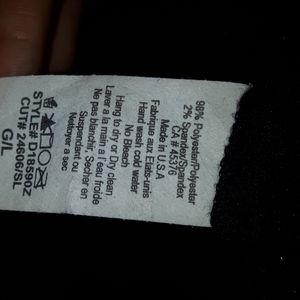 98% Polyester/Polyester
2% Spandex/Spandex
CA # 45376
Made in U.S.A
Fabrique aux Etats-unis
Hand wash cold water
No Bleach
Hang to dry or Dry clean
Laver a la main a l'eau froide
Ne pas blanchir, Secher en
Suspendant ou
Nettoyer a sec
STYLE# D18590Z
CUT# 24606/SL
G/L